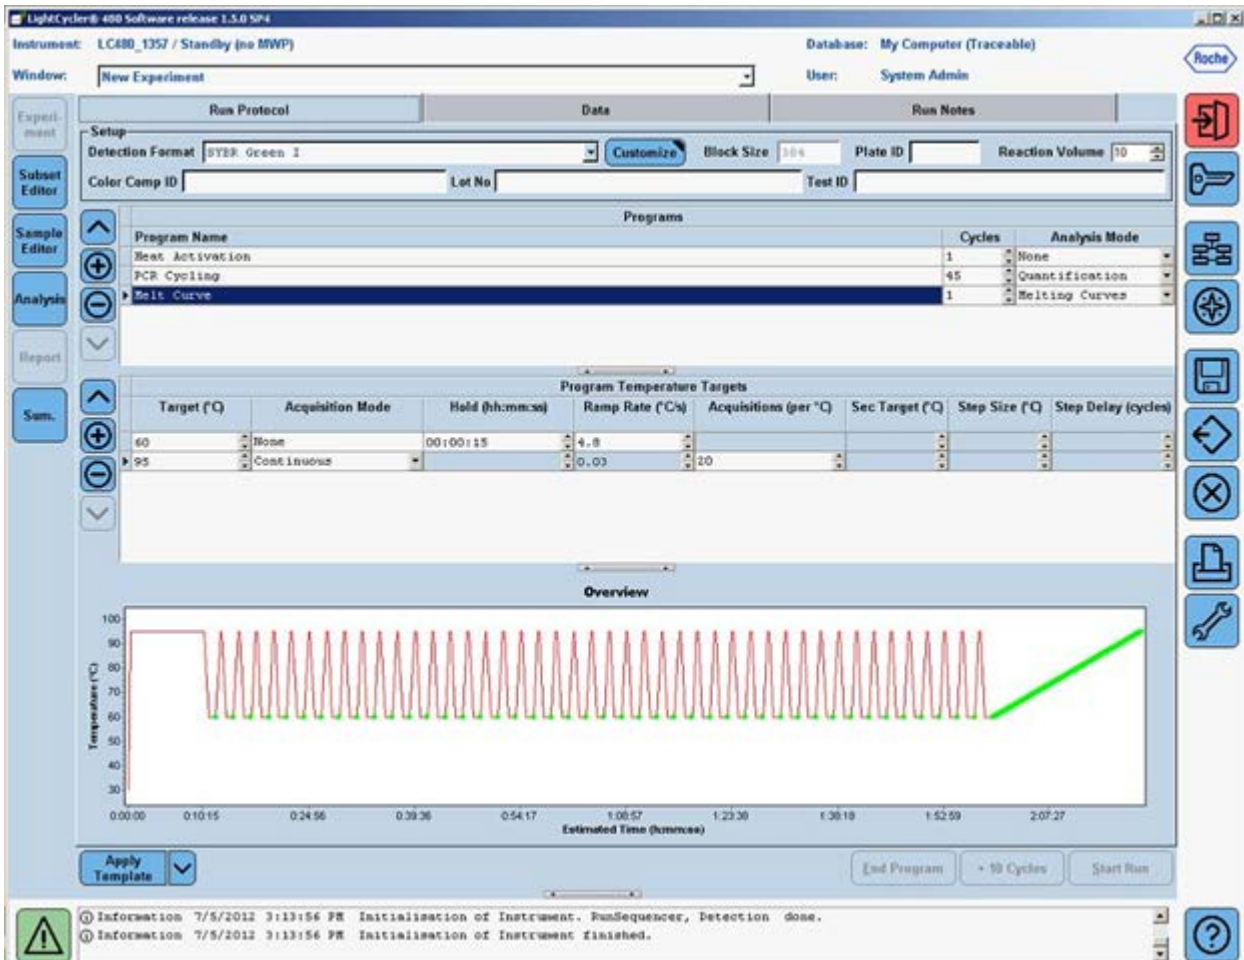 LightCycler® 480 Software release 1.5.0 SP4
Instrument: LC480_1357 / Standby (no MWP) Database: My Computer (Traceable)
Window: New Experiment User: System Admin
Roche
Experi-
ment
Subset
Editor
Sample
Editor
Analysis
Report
Sum.
Run Protocol Data Run Notes
Setup
Detection Format SYBR Green I Customize Block Size 384 Plate ID Reaction Volume 10
Color Comp ID Lot No Test ID
Programs
Program Name Cycles Analysis Mode
Heat Activation 1 None
PCR Cycling 45 Quantification
Melt Curve 1 Melting Curves
Program Temperature Targets
Target (°C) Acquisition Mode Hold (hh:mm:ss) Ramp Rate (°C/s) Acquisitions (per °C) Sec Target (°C) Step Size (°C) Step Delay (cycles)
60 None 00:00:15 4.8
95 Continuous 0.03 20
Overview
Temperature (°C)
100
90
80
70
60
50
40
30
0:00:00 0:10:15 0:24:56 0:39:36 0:54:17 1:08:57 1:23:38 1:38:18 1:52:59 2:07:27
Estimated Time (h:mm:ss)
Apply
Template
End Program + 10 Cycles Start Run
Information 7/5/2012 3:13:56 PM Initialisation of Instrument. RunSequencer, Detection done.
Information 7/5/2012 3:13:56 PM Initialisation of Instrument finished.